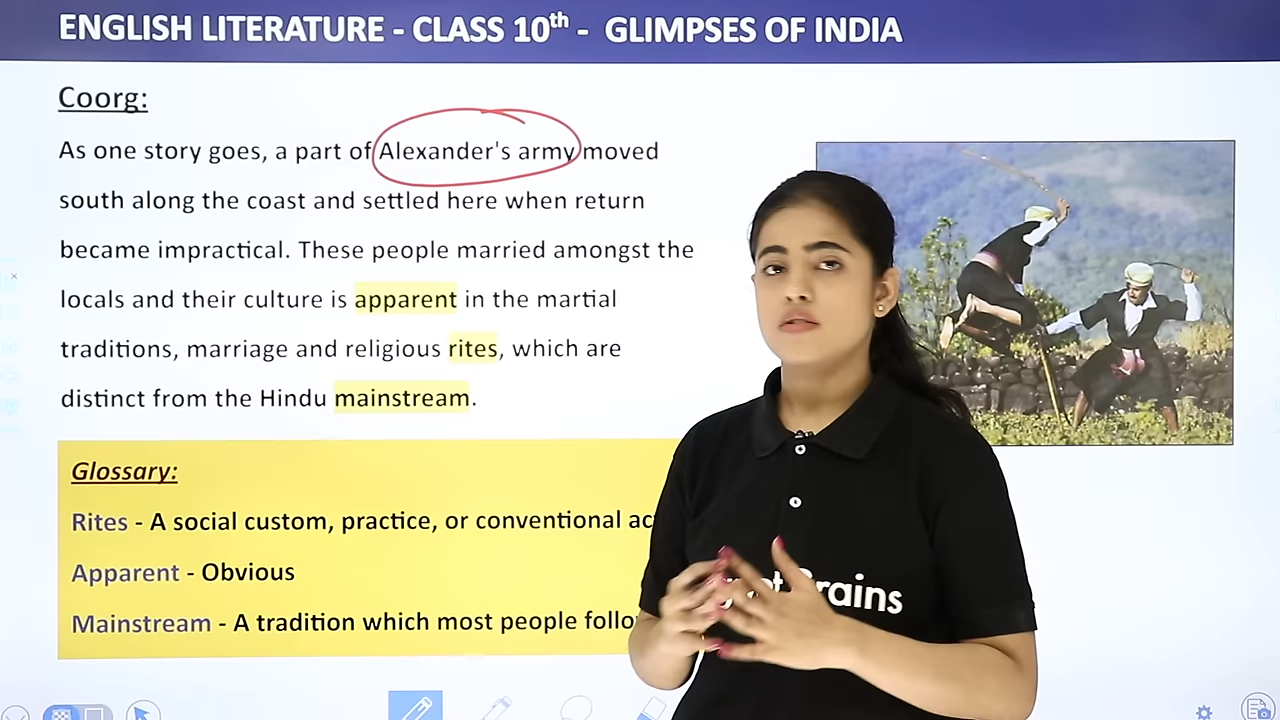 ENGLISH LITERATURE - CLASS 10th - GLIMPSES OF INDIA
Coorg:
As one story goes, a part of Alexander's army moved
south along the coast and settled here when return
became impractical. These people married amongst the
locals and their culture is apparent in the martial
traditions, marriage and religious rites, which are
distinct from the Hindu mainstream.
Glossary:
Rites - A social custom, practice, or conventional
Apparent - Obvious
Mainstream - A tradition which most people